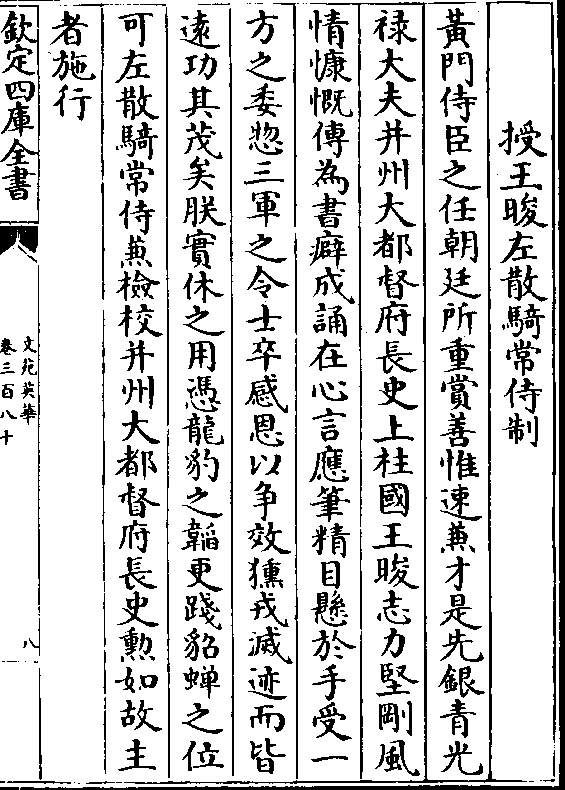 授王晙左散騎常侍制
黃門侍臣之任朝廷所重賞善惟速兼才是先銀青光
禄大夫并州大都督府長史上柱國王晙志力堅剛風
情慷慨傳為書癖成誦在心言應筆精目懸於手受一
方之委惣三軍之令士卒感恩以争效獯戎滅迹而皆
逺功其茂矣朕實休之用憑龍豹之韜更踐貂蟬之位
可左散騎常侍兼檢校并州大都督府長史勲如故主
者施行
欽定四庫全書
文苑英華
卷三百八十
八